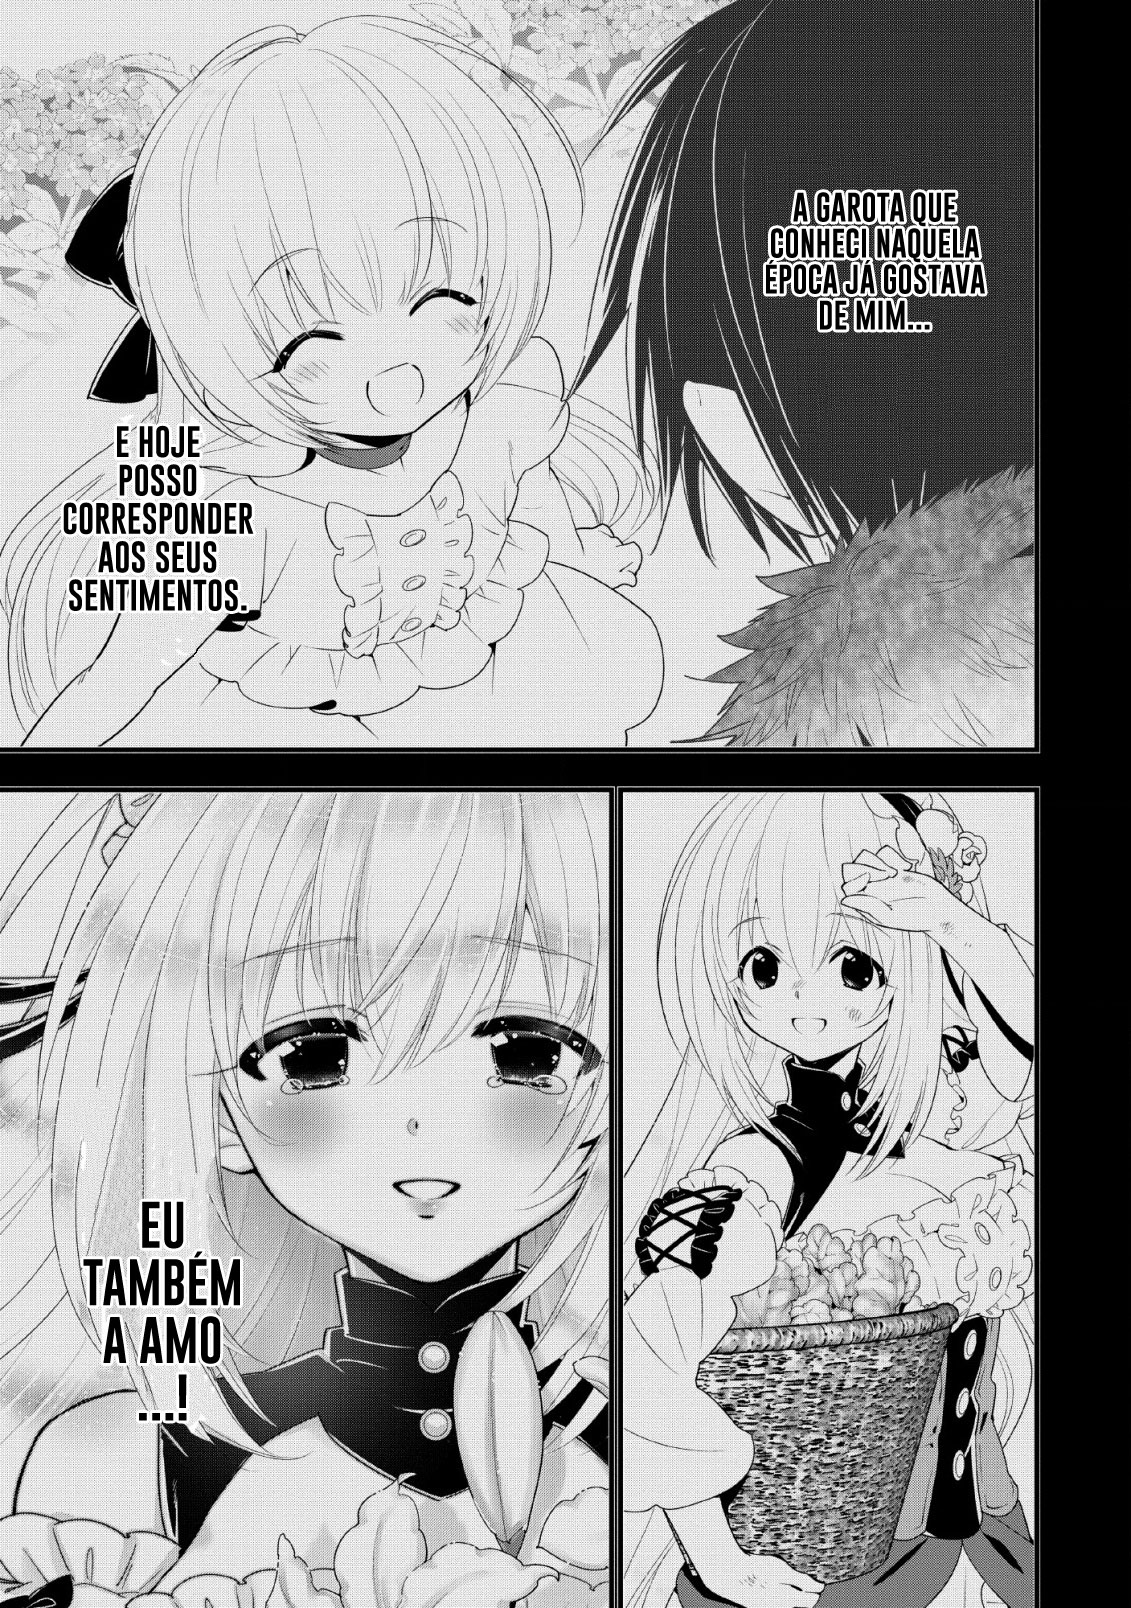 A GAROTA QUE
CONHECI NAQUELA
ÉPOCA JÁ GOSTAVA
DE MIM...
E HOJE
POSSO
CORRESPONDER
AOS SEUS
SENTIMENTOS.
EU
TAMBÉM
A AMO
...!